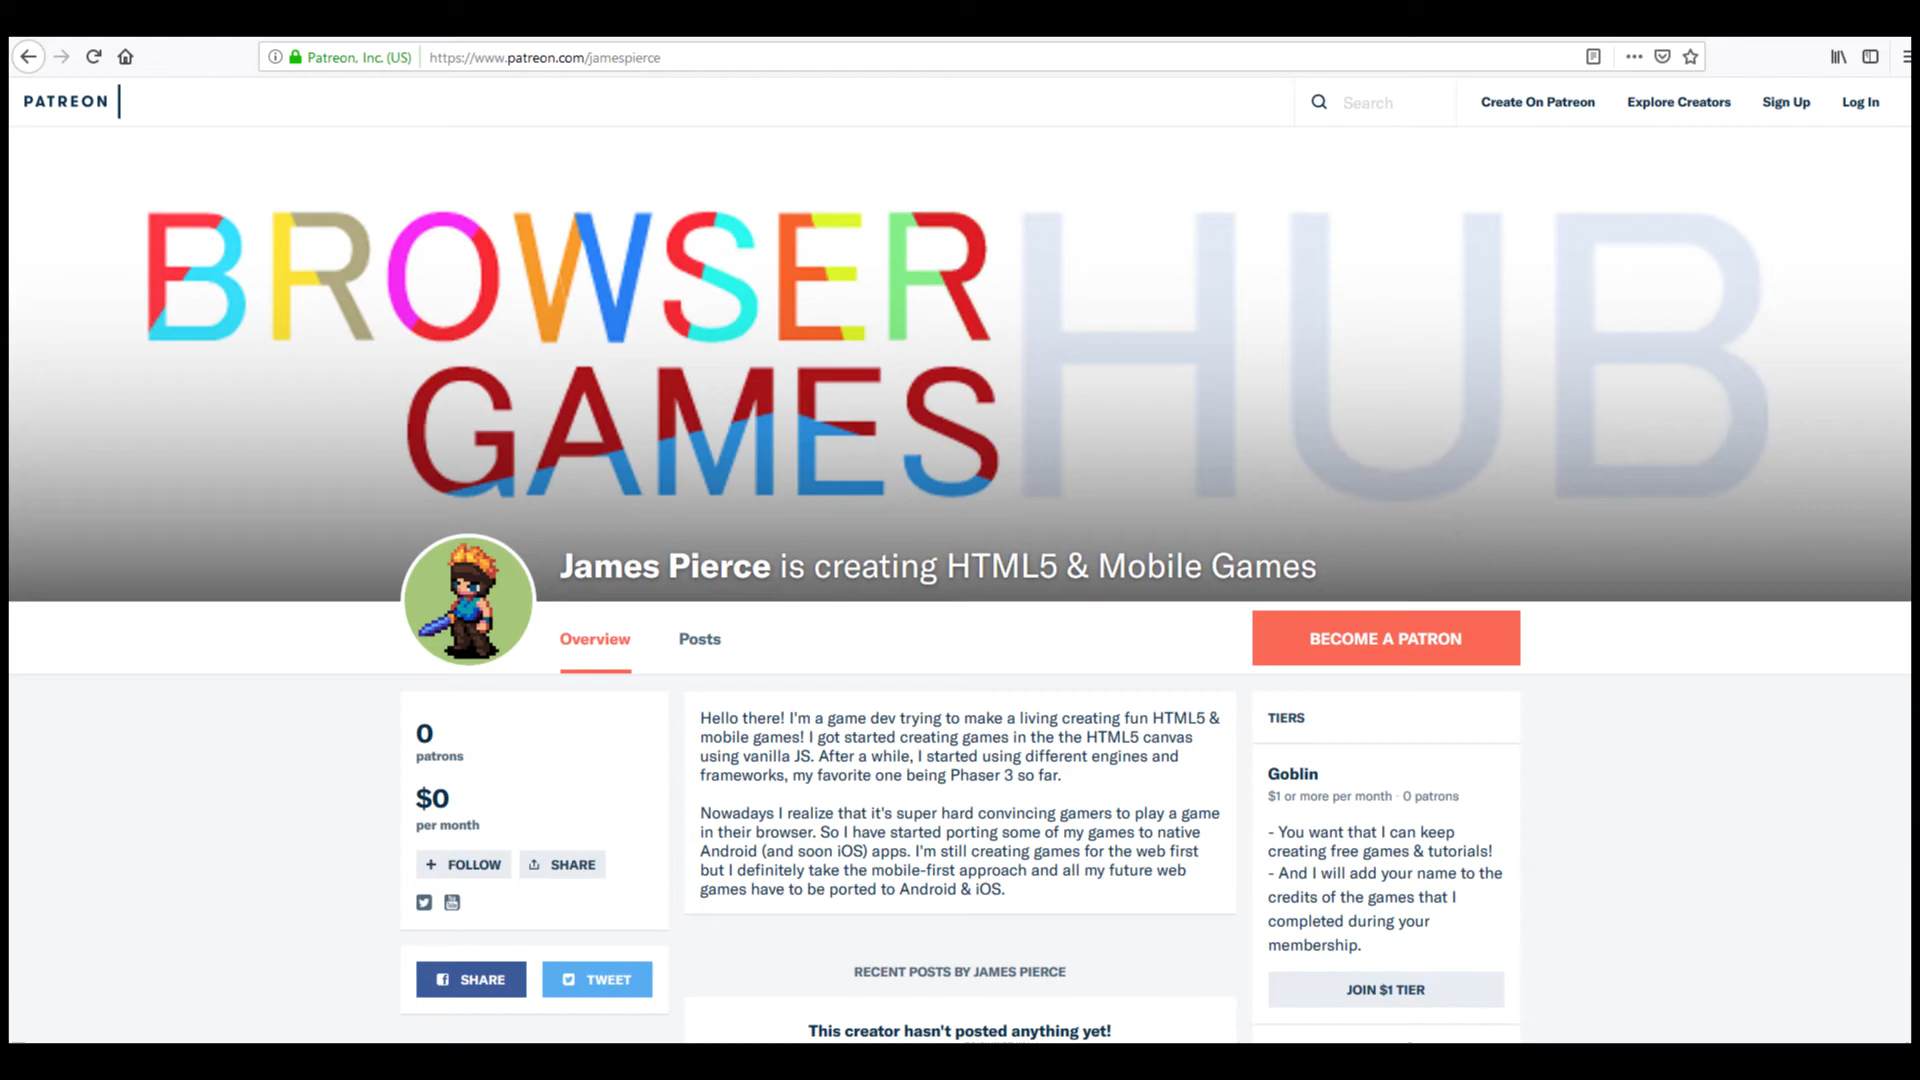 Patreon, Inc. (US)
https://www.patreon.com/jamespierce
PATREON
Search
Create On Patreon
Explore Creators
Sign Up
Log In
BROWSER
GAMES
HUB
James Pierce is creating HTML5 & Mobile Games
Overview
Posts
BECOME A PATRON
0
patrons
$0
per month
+ FOLLOW
SHARE
SHARE
TWEET
Hello there! I'm a game dev trying to make a living creating fun HTML5 &
mobile games! I got started creating games in the the HTML5 canvas
using vanilla JS. After a while, I started using different engines and
frameworks, my favorite one being Phaser 3 so far.
Nowadays I realize that it's super hard convincing gamers to play a game
in their browser. So I have started porting some of my games to native
Android (and soon iOS) apps. I'm still creating games for the web first
but I definitely take the mobile-first approach and all my future web
games have to be ported to Android & iOS.
RECENT POSTS BY JAMES PIERCE
This creator hasn't posted anything yet!
TIERS
Goblin
$1 or more per month · 0 patrons
- You want that I can keep
creating free games & tutorials!
- And I will add your name to the
credits of the games that I
completed during your
membership.
JOIN $1 TIER